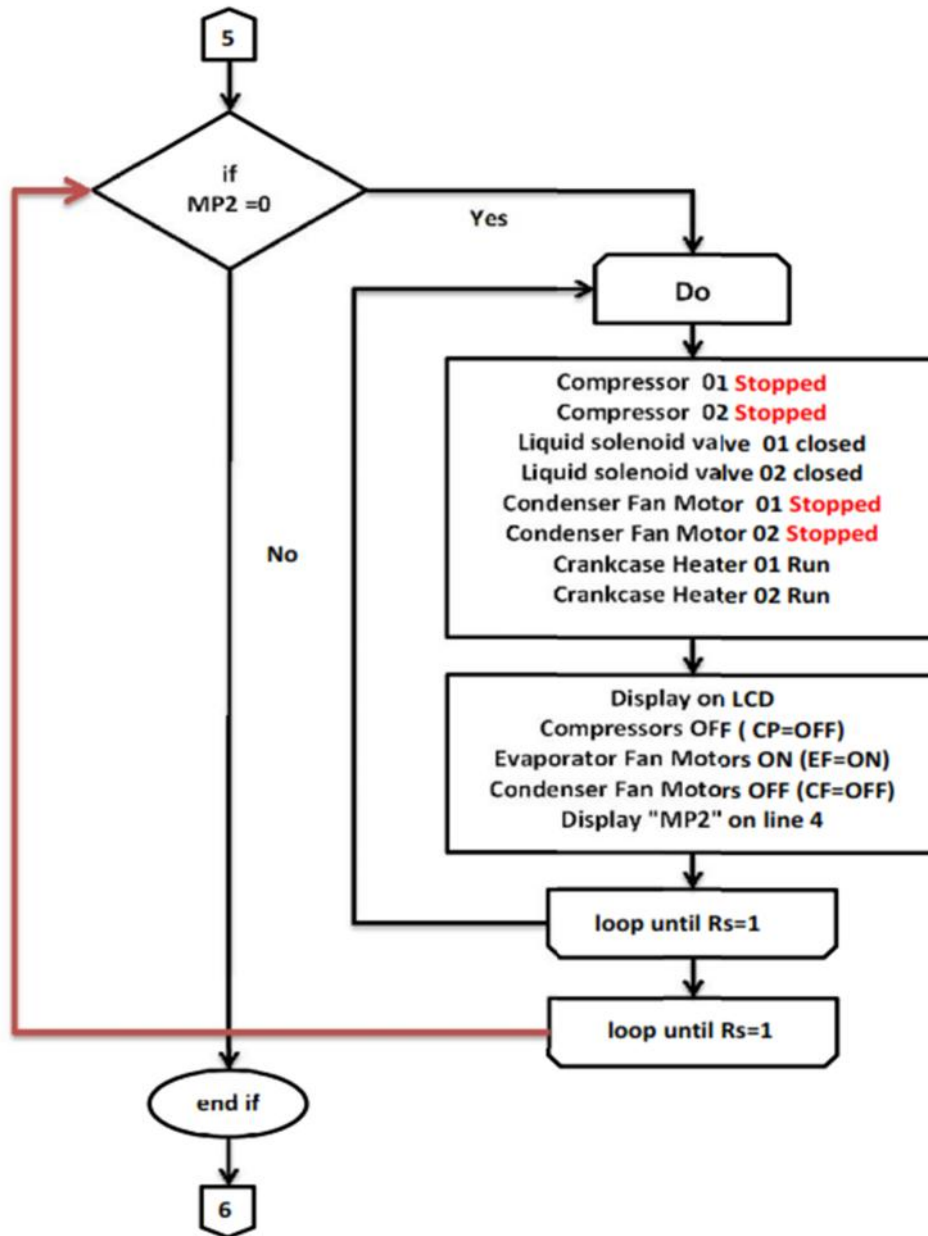 5
if
MP2 =0
Yes
Do
Compressor 01 Stopped
Compressor 02 Stopped
Liquid solenoid valve 01 closed
Liquid solenoid valve 02 closed
Condenser Fan Motor 01 Stopped
Condenser Fan Motor 02 Stopped
Crankcase Heater 01 Run
Crankcase Heater 02 Run
No
Display on LCD
Compressors OFF ( CP=OFF)
Evaporator Fan Motors ON (EF=ON)
Condenser Fan Motors OFF (CF=OFF)
Display "MP2" on line 4
loop until Rs=1
loop until Rs=1
end if
6